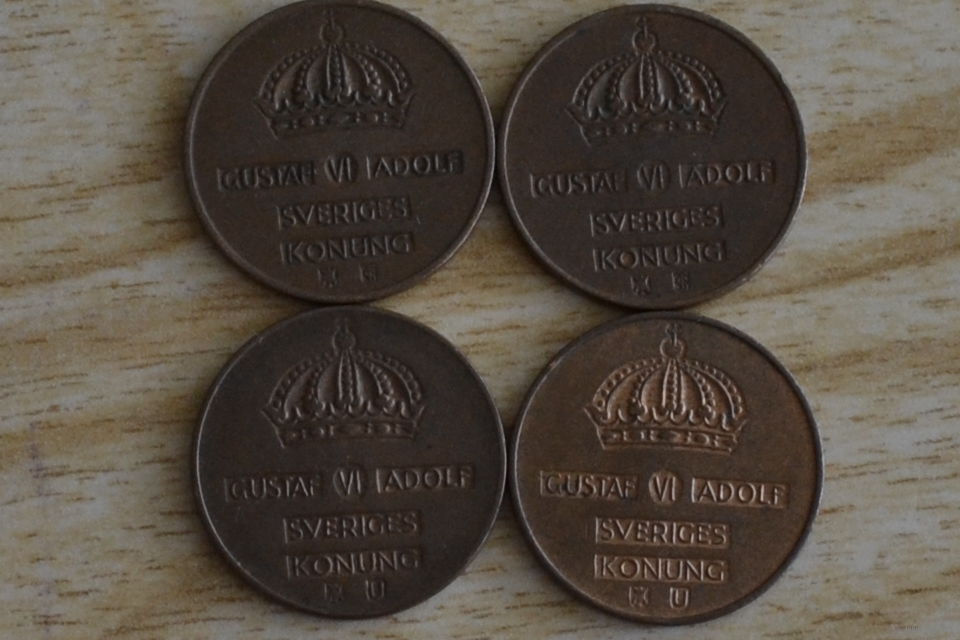 GUSTAF VI ADOLF
SVERIGES
KONUNG
GUSTAF VI ADOLF
SVERIGES
KONUNG
GUSTAF VI ADOLF
SVERIGES
KONUNG
U
GUSTAF VI ADOLF
SVERIGES
KONUNG
U